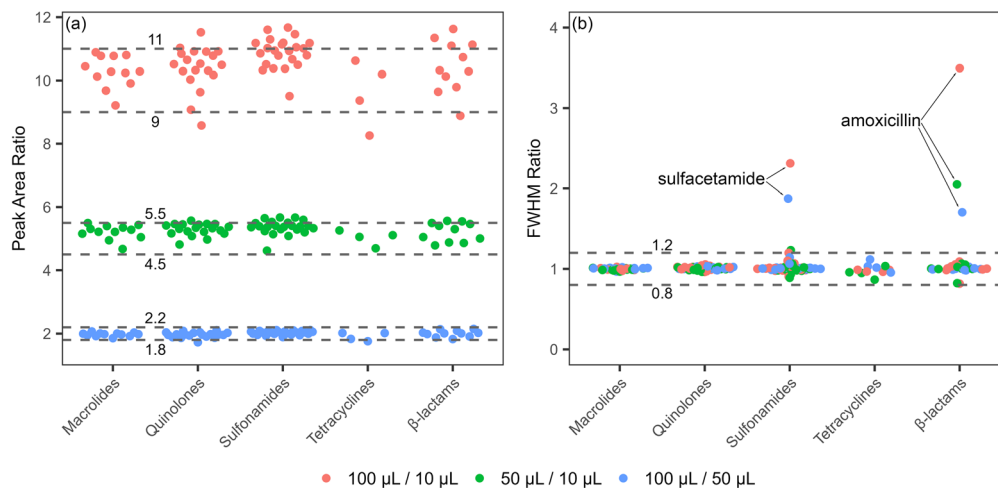 (a)
12
11
10
9
8
6
5.5
4.5
4
2.2
2
1.8
Peak Area Ratio
Macrolides
Quinolones
Sulfonamides
Tetracyclines
β-lactams
(b)
4
3
2
1
0
FWHM Ratio
amoxicillin
sulfacetamide
1.2
0.8
Macrolides
Quinolones
Sulfonamides
Tetracyclines
β-lactams
100 µL / 10 µL 50 µL / 10 µL 100 µL / 50 µL